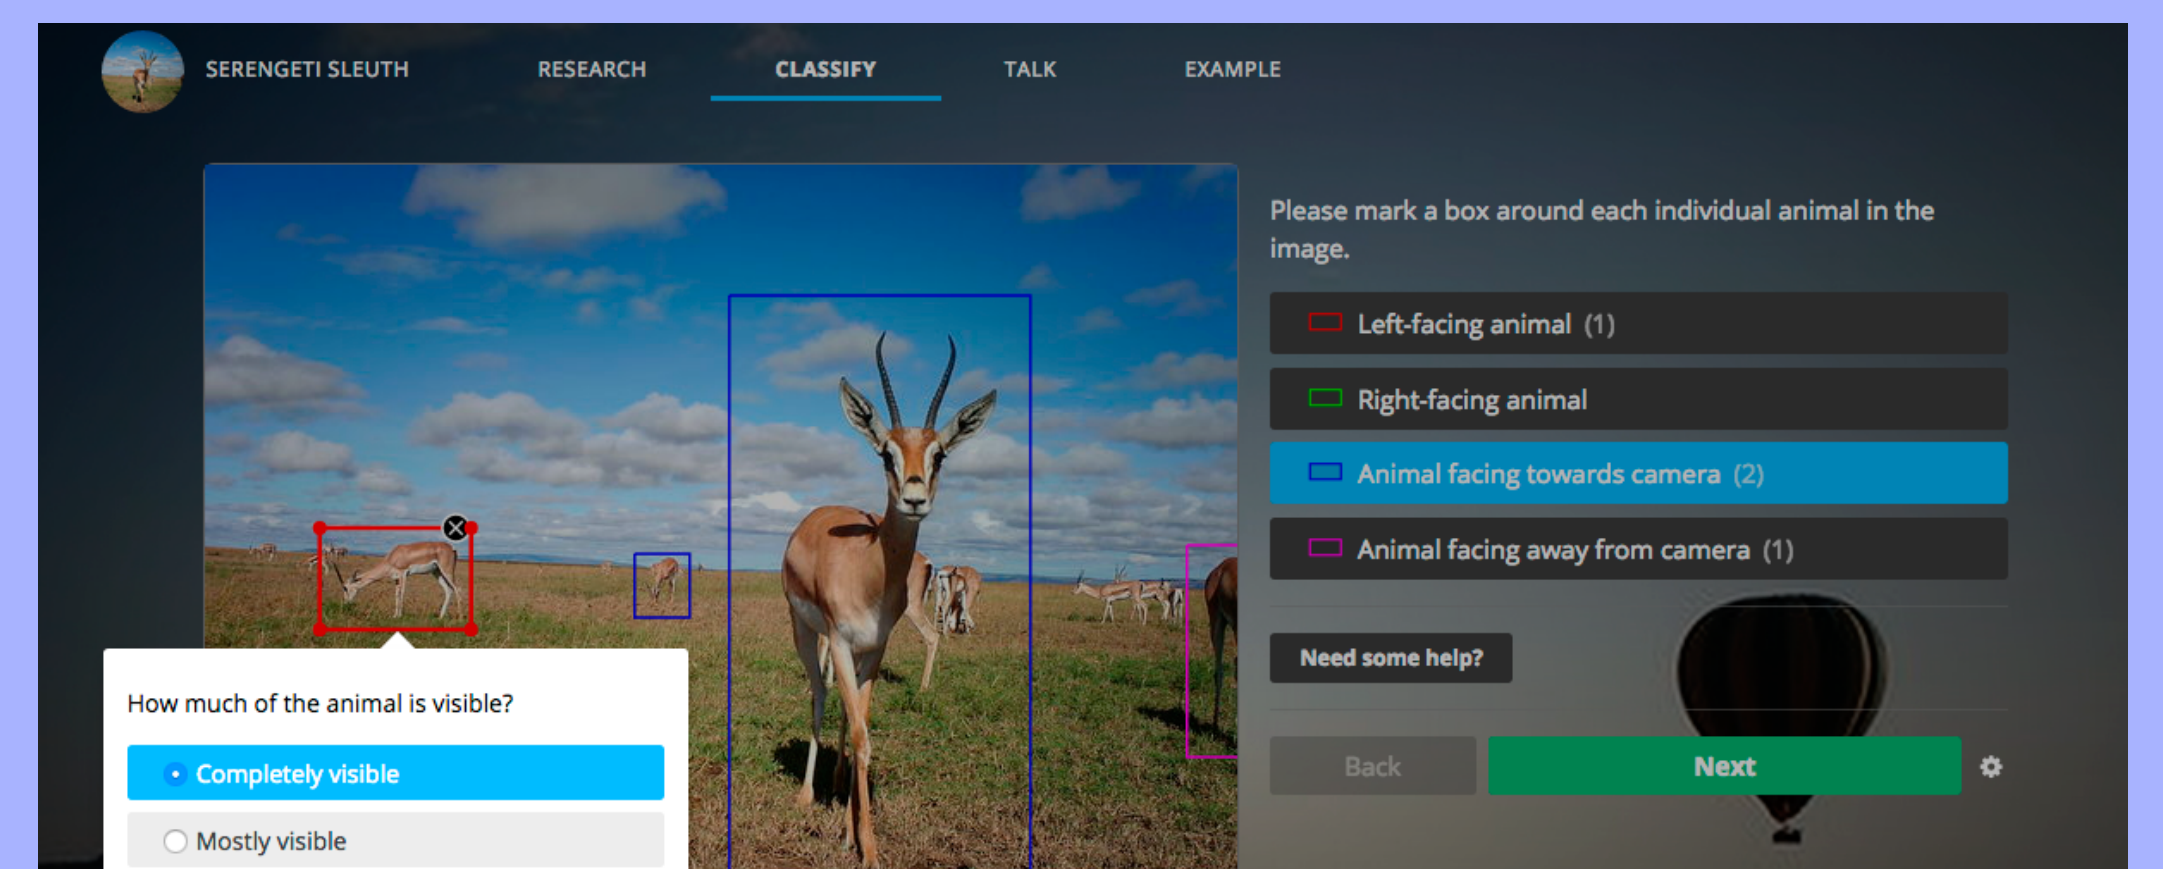 SERENGETI SLEUTH RESEARCH CLASSIFY TALK EXAMPLE
Please mark a box around each individual animal in the
image.
Left-facing animal (1)
Right-facing animal
Animal facing towards camera (2)
Animal facing away from camera (1)
Need some help?
Back Next
How much of the animal is visible?
Completely visible
Mostly visible